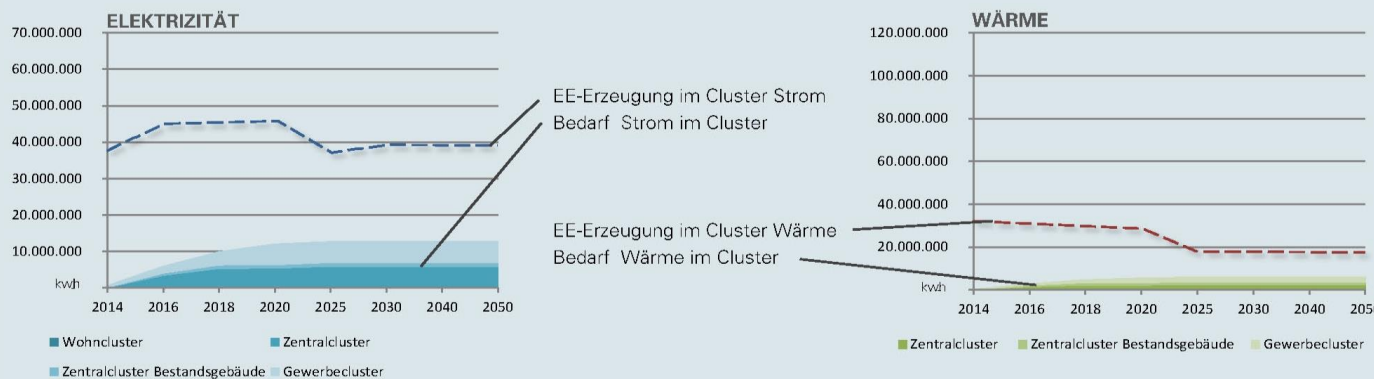 ELEKTRIZITÄT
70.000.000
60.000.000
50.000.000
40.000.000
30.000.000
20.000.000
10.000.000
kwh
2014 2016 2018 2020 2025 2030 2040 2050
Wohncluster Zentralcluster
Zentralcluster Bestandsgebäude Gewerbecluster
EE-Erzeugung im Cluster Strom
Bedarf Strom im Cluster
EE-Erzeugung im Cluster Wärme
Bedarf Wärme im Cluster
WÄRME
120.000.000
100.000.000
80.000.000
60.000.000
40.000.000
20.000.000
kwh
2014 2016 2018 2020 2025 2030 2040 2050
Zentralcluster Zentralcluster Bestandsgebäude Gewerbecluster